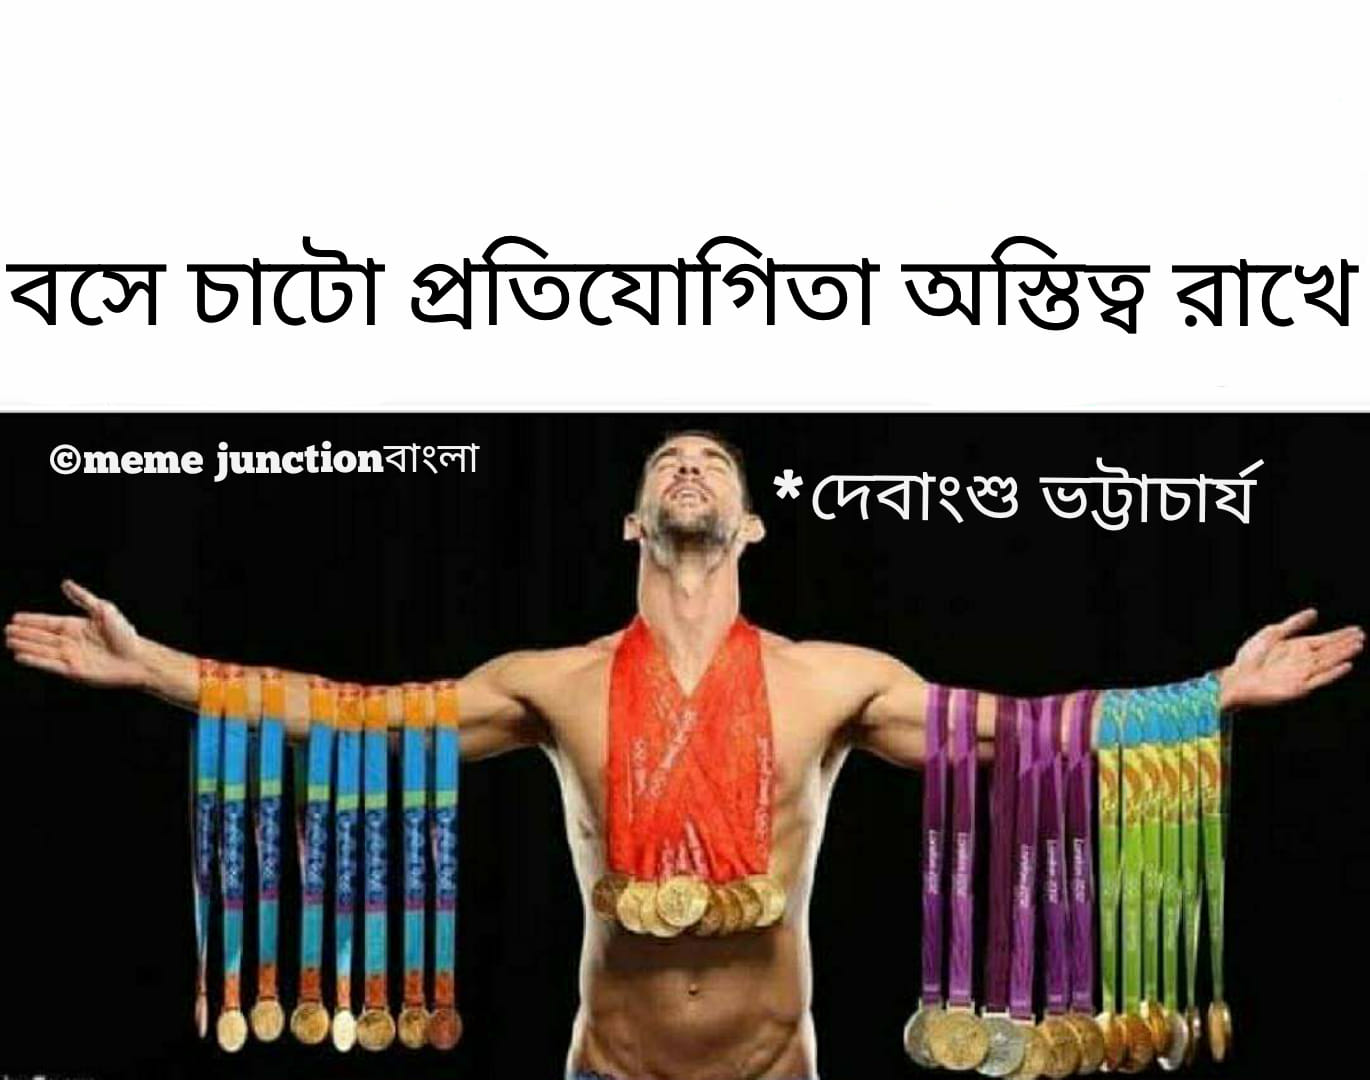 বসে চাটো প্রতিযোগিতা অস্তিত্ব রাখে
©meme junctionবাংলা
*দেবাংশু ভট্টাচার্য